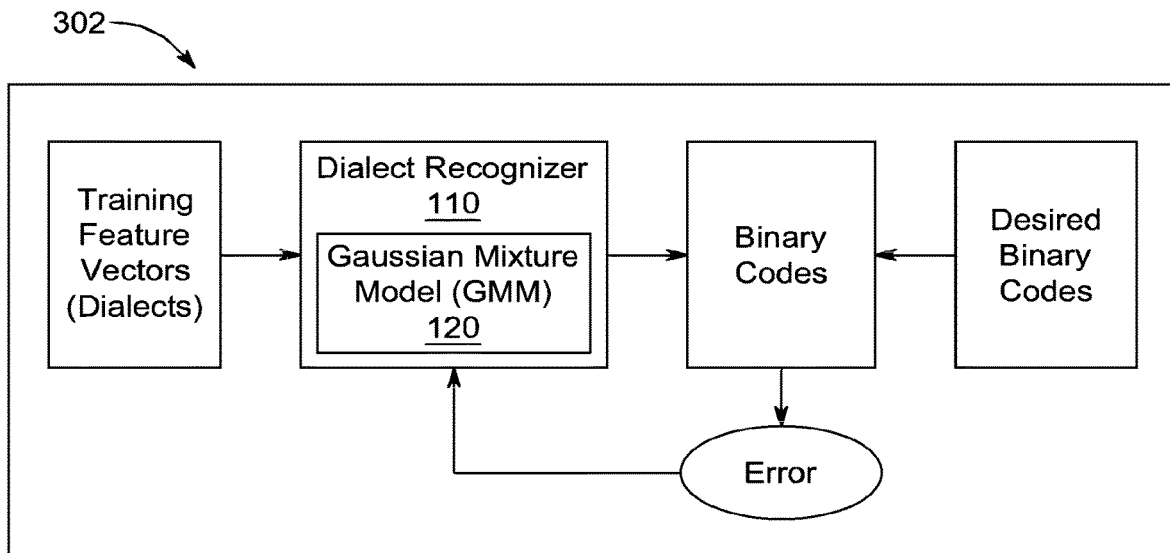 302
Training
Feature
Vectors
(Dialects)
Dialect Recognizer
110
Gaussian Mixture
Model (GMM)
120
Binary
Codes
Desired
Binary
Codes
Error